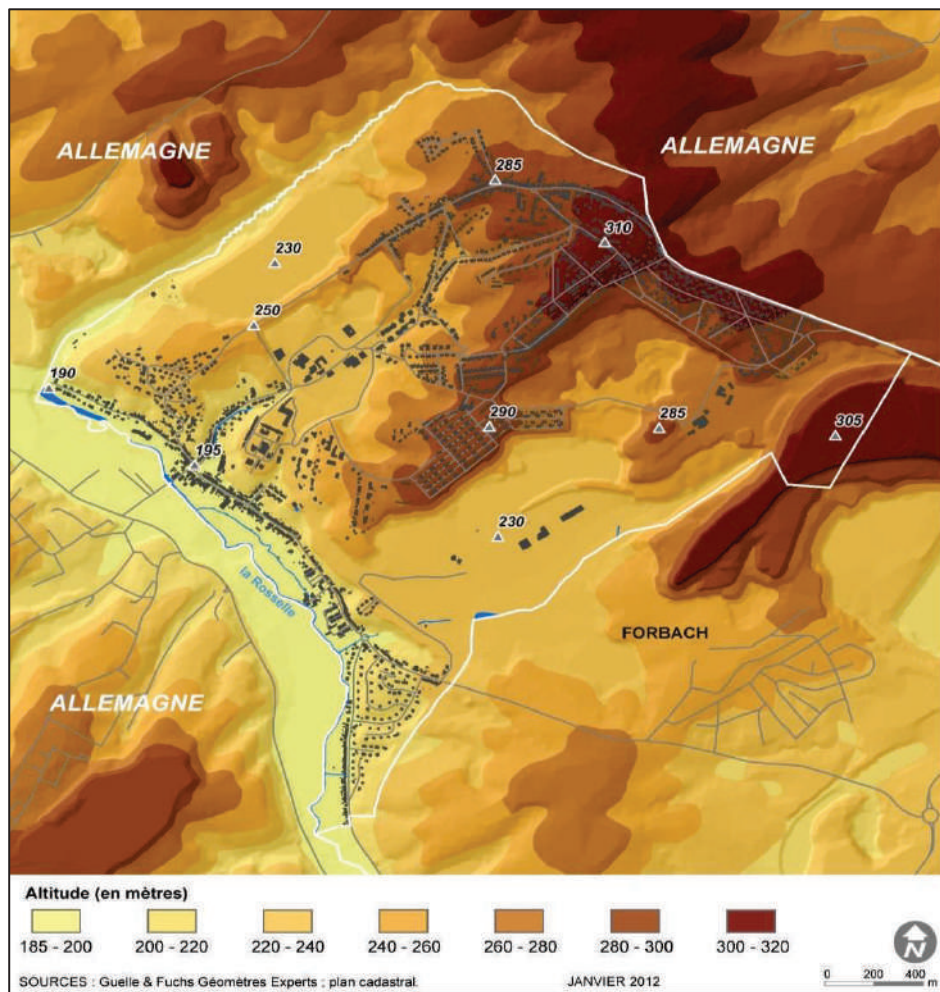 ALLEMAGNE
ALLEMAGNE
285
310
230
250
190
290
285
305
195
230
la Rosselle
FORBACH
ALLEMAGNE
Altitude (en mètres)
185 - 200
200 - 220
220 - 240
240 - 260
260 - 280
280 - 300
300 - 320
N
SOURCES : Guelle & Fuchs Géomètres Experts ; plan cadastral.
JANVIER 2012
0 200 400 m